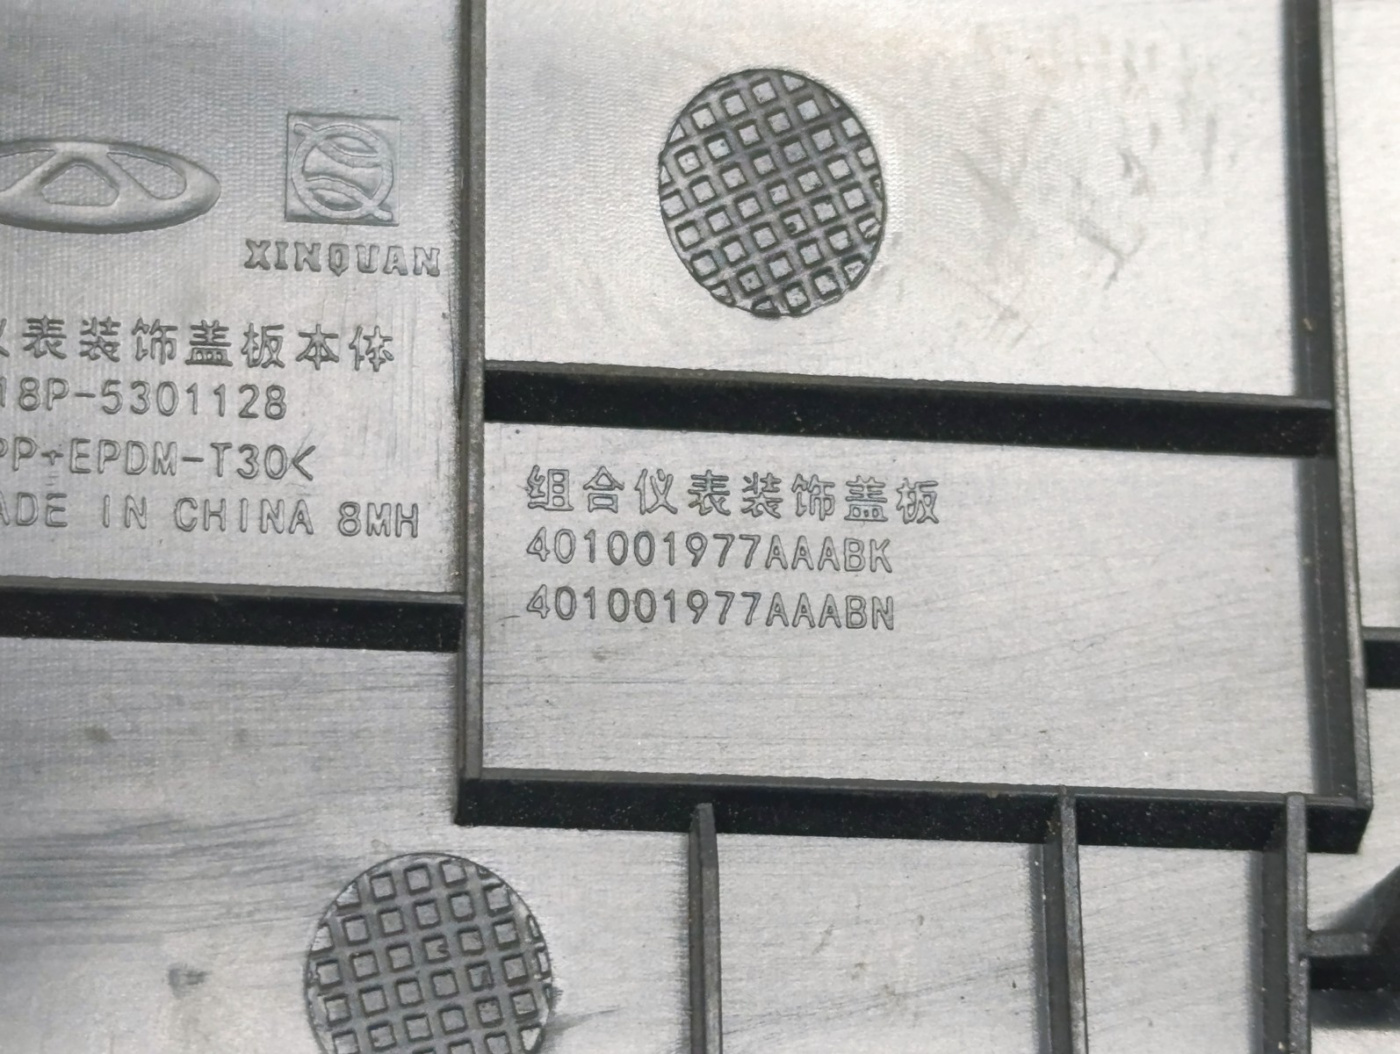 XINQUAN
仪表装饰盖板本体
18P-5301128
PP+EPDM-T30<
ADE IN CHINA 8MH
组合仪表装饰盖板
401001977AAABK
401001977AAABN